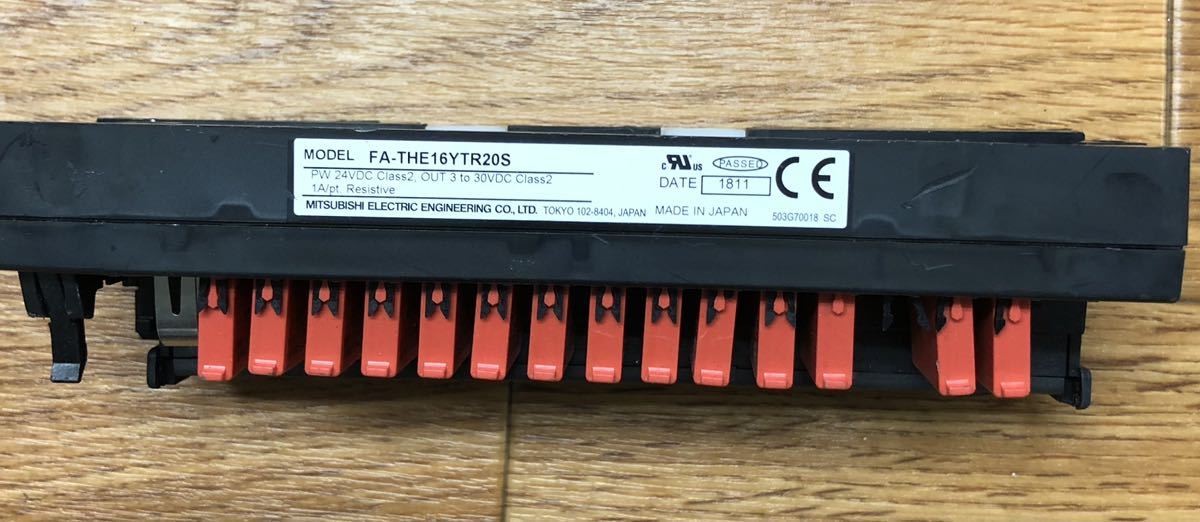 MODEL FA-THE16YTR20S
PW 24VDC Class2, OUT 3 to 30VDC Class2
1A/pt. Resistive
MITSUBISHI ELECTRIC ENGINEERING CO., LTD. TOKYO 102-8404, JAPAN MADE IN JAPAN
c RU US PASSED CE
DATE 1811
503G70018 SC